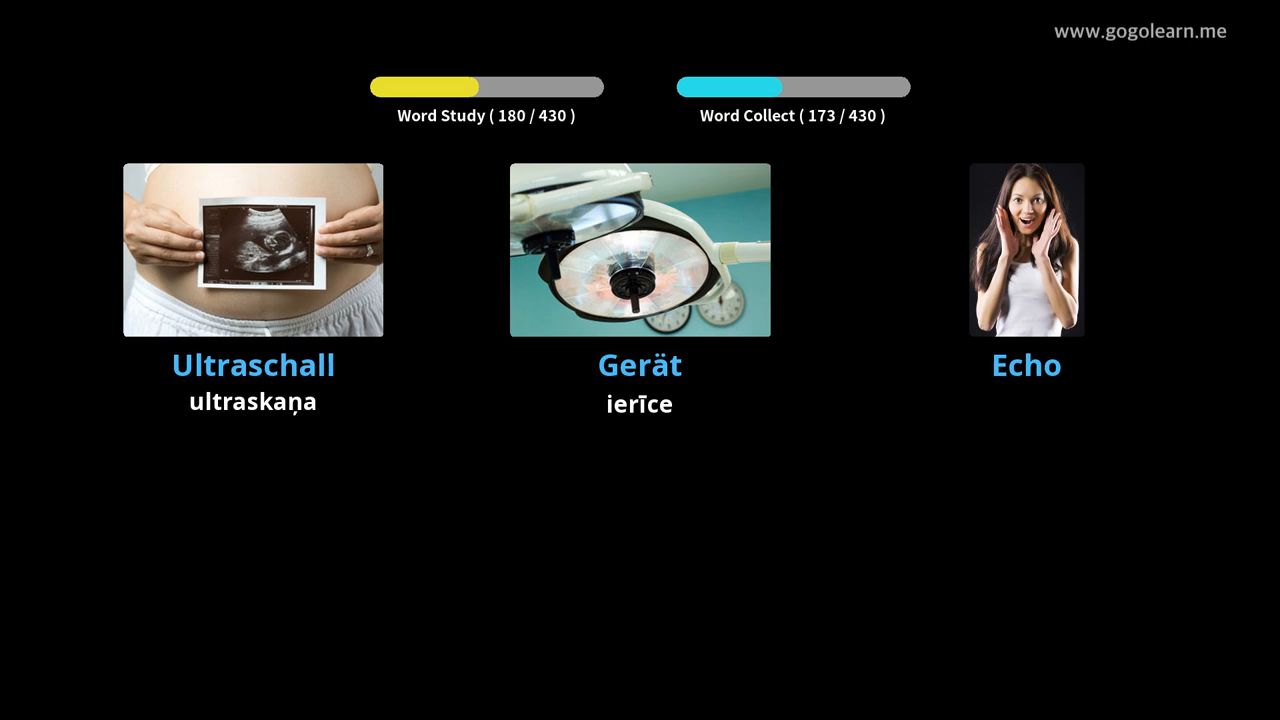 www.gogolearn.me
Word Study ( 180 / 430 )
Word Collect ( 173 / 430 )
Ultraschall
ultraskaņa
Gerät
ierīce
Echo